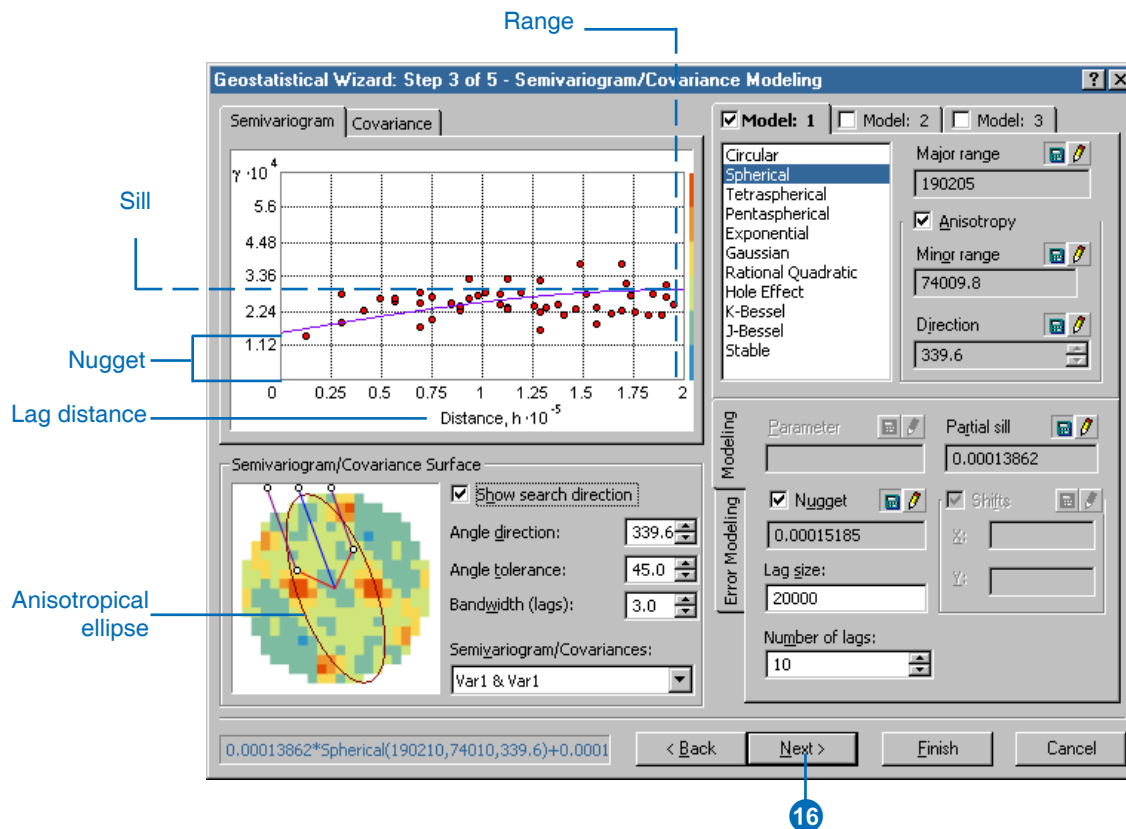 Range
Geostatistical Wizard: Step 3 of 5 - Semivariogram/Covariance Modeling
Semivariogram
Covariance
γ ·10 4
5.6
4.48
3.36
2.24
1.12
0 0.25 0.5 0.75 1 1.25 1.5 1.75 2
Distance, h ·10 -5
Sill
Nugget
Lag distance
Model: 1
Model: 2
Model: 3
Circular
Spherical
Tetraspherical
Pentaspherical
Exponential
Gaussian
Rational Quadratic
Hole Effect
K-Bessel
J-Bessel
Stable
Major range
190205
Anisotropy
Minor range
74009.8
Direction
339.6
Semivariogram/Covariance Surface
Show search direction
Angle direction:
339.6
Angle tolerance:
45.0
Bandwidth (lags):
3.0
Semivariogram/Covariances:
Var1 & Var1
Anisotropical
ellipse
Modeling
Error Modeling
Parameter
Partial sill
0.00013862
Nugget
0.00015185
Shifts
X:
Y:
Lag size:
20000
Number of lags:
10
0.00013862*Spherical(190210,74010,339.6)+0.0001
< Back
Next >
Finish
Cancel
16